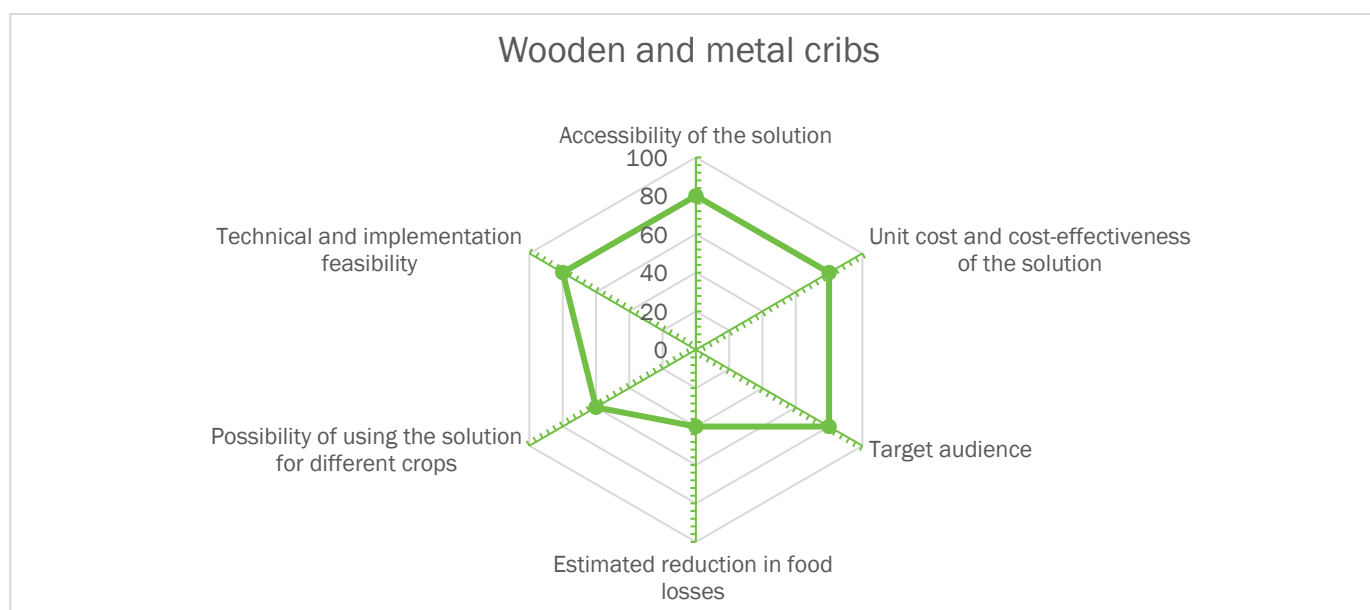 Wooden and metal cribs
Accessibility of the solution
100
80
60
40
20
0
Unit cost and cost-effectiveness
of the solution
Target audience
Estimated reduction in food
losses
Possibility of using the solution
for different crops
Technical and implementation
feasibility